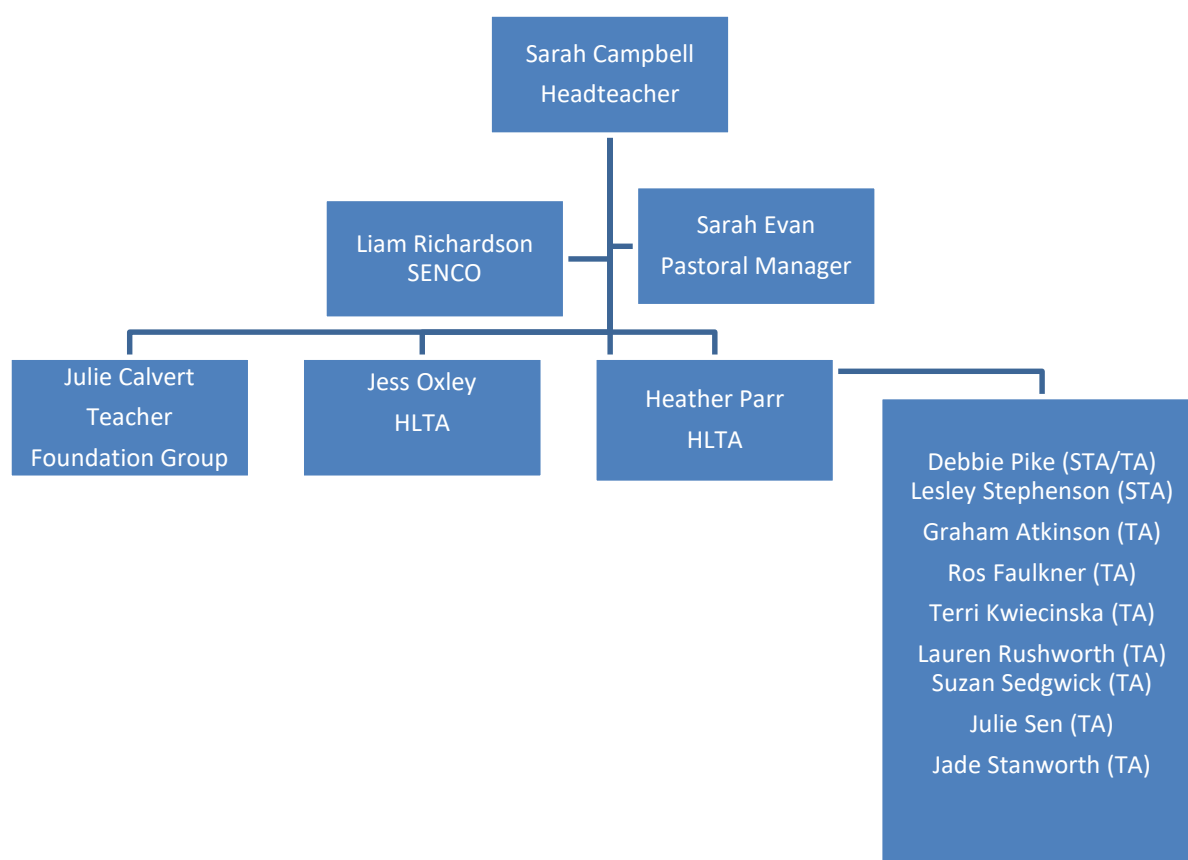 Sarah Campbell
Headteacher
Liam Richardson
SENCO
Sarah Evan
Pastoral Manager
Julie Calvert
Teacher
Foundation Group
Jess Oxley
HLTA
Heather Parr
HLTA
Debbie Pike (STA/TA)
Lesley Stephenson (STA)
Graham Atkinson (TA)
Ros Faulkner (TA)
Terri Kwiecinska (TA)
Lauren Rushworth (TA)
Suzan Sedgwick (TA)
Julie Sen (TA)
Jade Stanworth (TA)